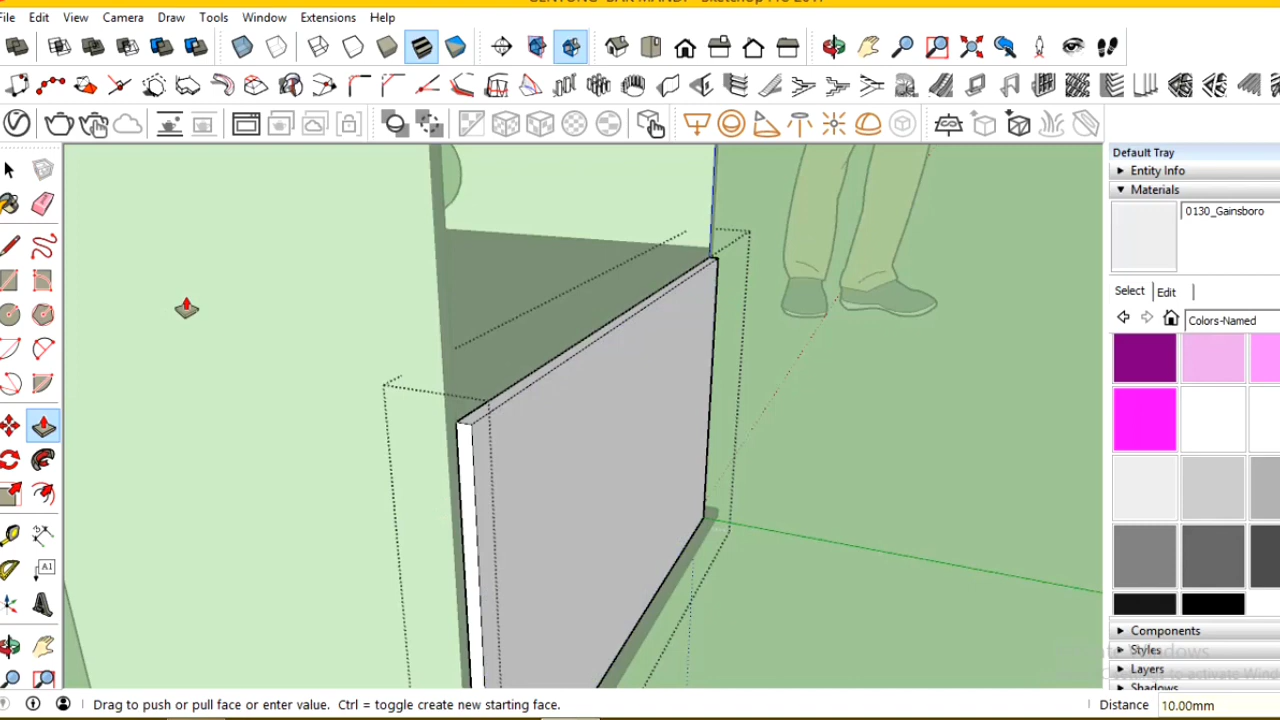 File Edit View Camera Draw Tools Window Extensions Help
Default Tray
Entity Info
Materials
0130_Gainsboro
Select Edit
Colors-Named
A1
Components
Styles
Layers
Shadows
Drag to push or pull face or enter value. Ctrl = toggle create new starting face. Distance 10.00mm